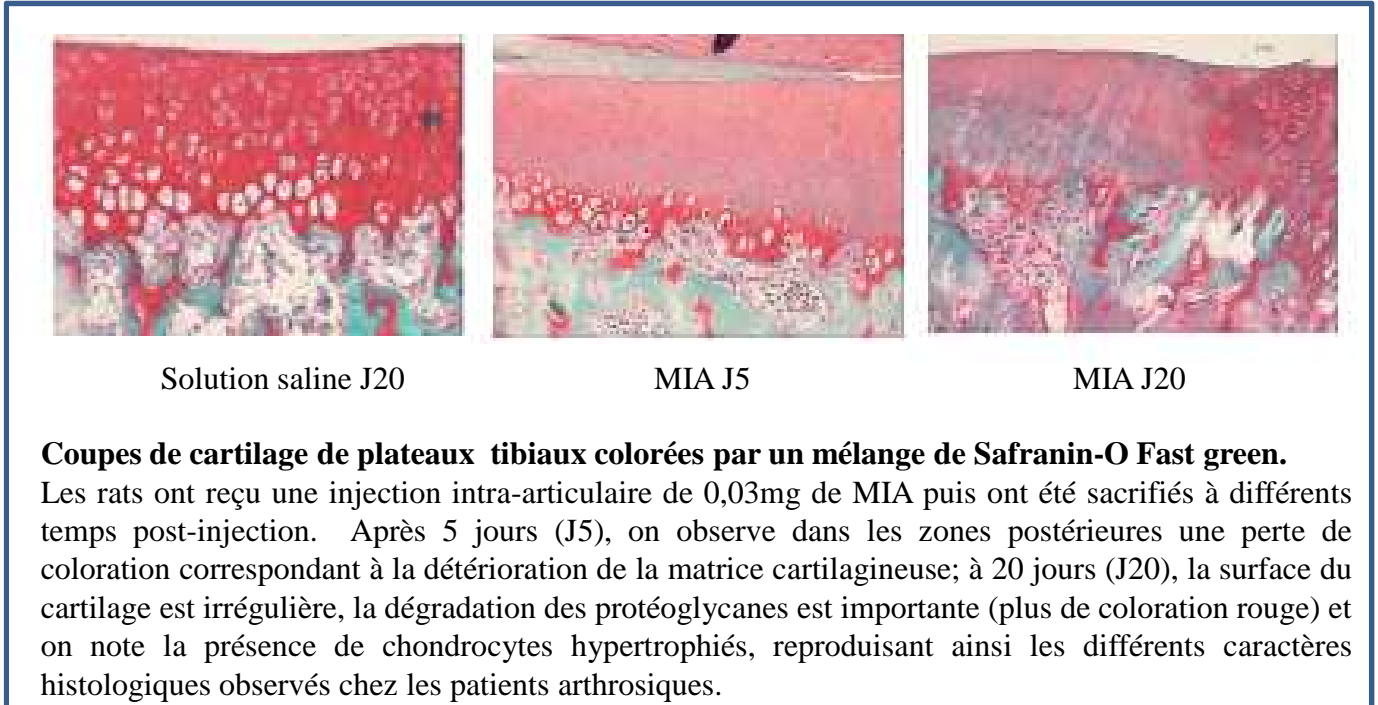 Solution saline J20 MIA J5 MIA J20
Coupes de cartilage de plateaux tibiaux colorées par un mélange de Safranin-O Fast green.
Les rats ont reçu une injection intra-articulaire de 0,03mg de MIA puis ont été sacrifiés à différents
temps post-injection. Après 5 jours (J5), on observe dans les zones postérieures une perte de
coloration correspondant à la détérioration de la matrice cartilagineuse; à 20 jours (J20), la surface du
cartilage est irrégulière, la dégradation des protéoglycanes est importante (plus de coloration rouge) et
on note la présence de chondrocytes hypertrophiés, reproduisant ainsi les différents caractères
histologiques observés chez les patients arthrosiques.